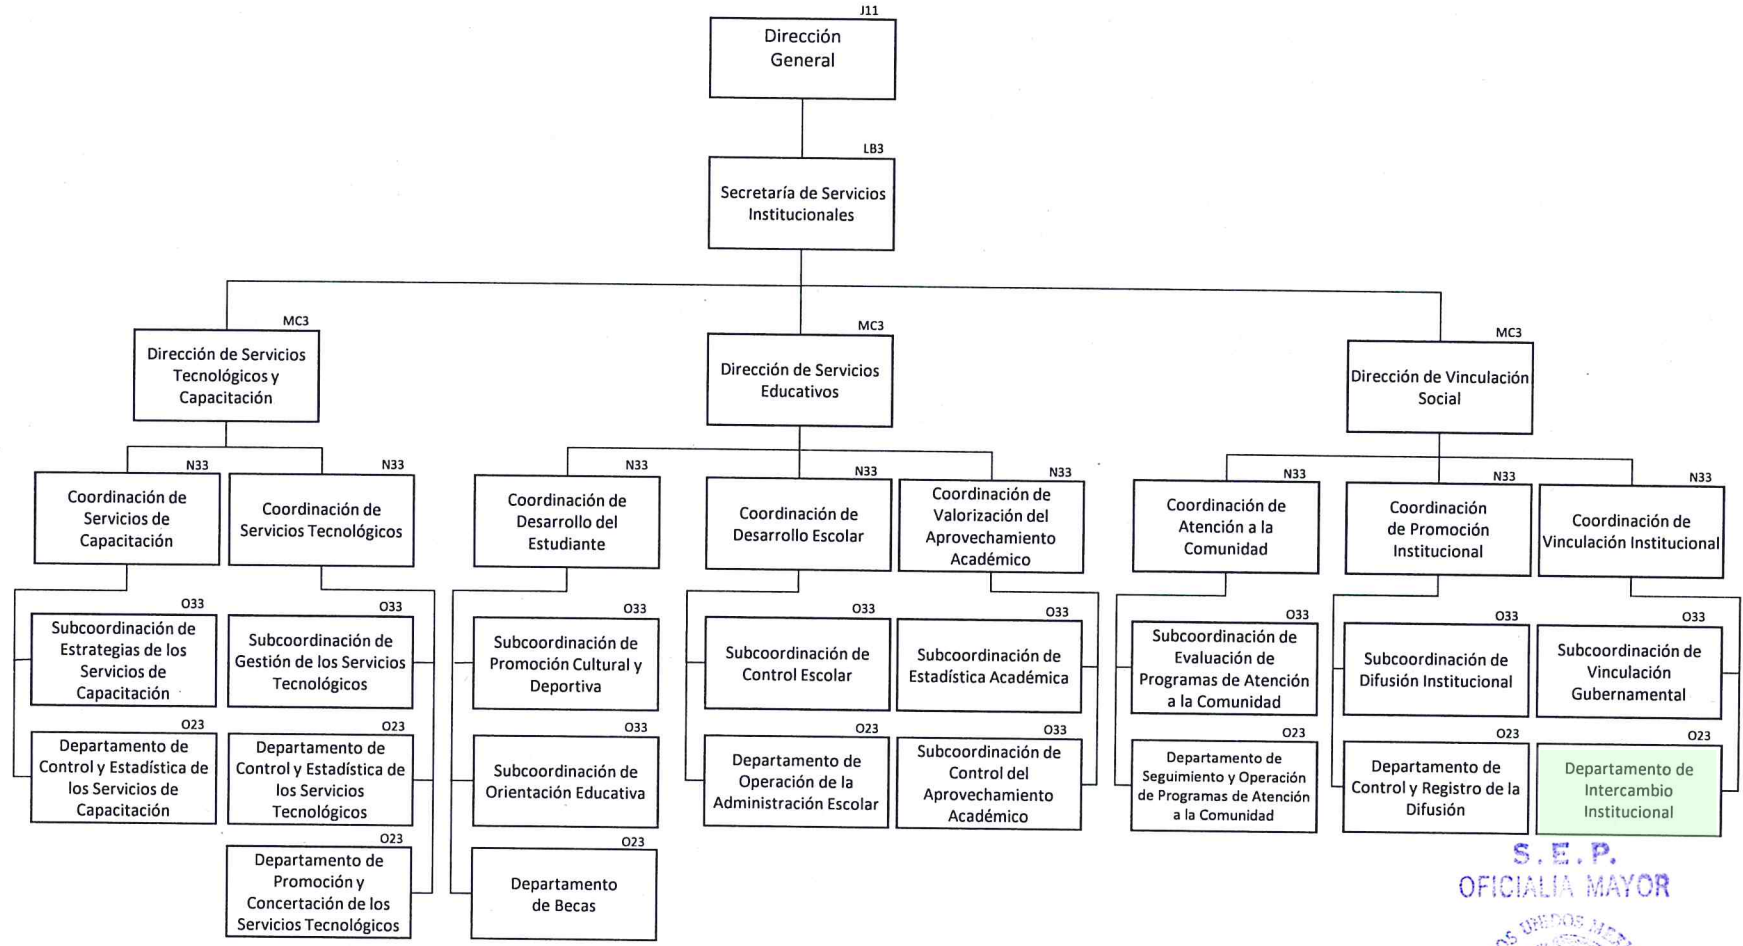 J11
Dirección
General
LB3
Secretaría de Servicios
Institucionales
MC3
Dirección de Servicios
Tecnológicos y
Capacitación
MC3
Dirección de Servicios
Educativos
MC3
Dirección de Vinculación
Social
N33
Coordinación de
Servicios de
Capacitación
N33
Coordinación de
Servicios Tecnológicos
N33
Coordinación de
Desarrollo del
Estudiante
N33
Coordinación de
Desarrollo Escolar
N33
Coordinación de
Valorización del
Aprovechamiento
Académico
N33
Coordinación de
Atención a la
Comunidad
N33
Coordinación
de Promoción
Institucional
N33
Coordinación de
Vinculación Institucional
O33
Subcoordinación de
Estrategias de los
Servicios de
Capacitación
O33
Subcoordinación de
Gestión de los Servicios
Tecnológicos
O33
Subcoordinación de
Promoción Cultural y
Deportiva
O33
Subcoordinación de
Control Escolar
O33
Subcoordinación de
Estadística Académica
O33
Subcoordinación de
Evaluación de
Programas de Atención
a la Comunidad
O33
Subcoordinación de
Difusión Institucional
O33
Subcoordinación de
Vinculación
Gubernamental
O23
Departamento de
Control y Estadística de
los Servicios de
Capacitación
O23
Departamento de
Control y Estadística de
los Servicios
Tecnológicos
O33
Subcoordinación de
Orientación Educativa
O23
Departamento de
Operación de la
Administración Escolar
O33
Subcoordinación de
Control del
Aprovechamiento
Académico
O23
Departamento de
Seguimiento y Operación
de Programas de Atención
a la Comunidad
O23
Departamento de
Control y Registro de la
Difusión
O23
Departamento de
Intercambio
Institucional
O23
Departamento de
Promoción y
Concertación de los
Servicios Tecnológicos
O23
Departamento
de Becas
S.E.P.
OFICIALIA MAYOR